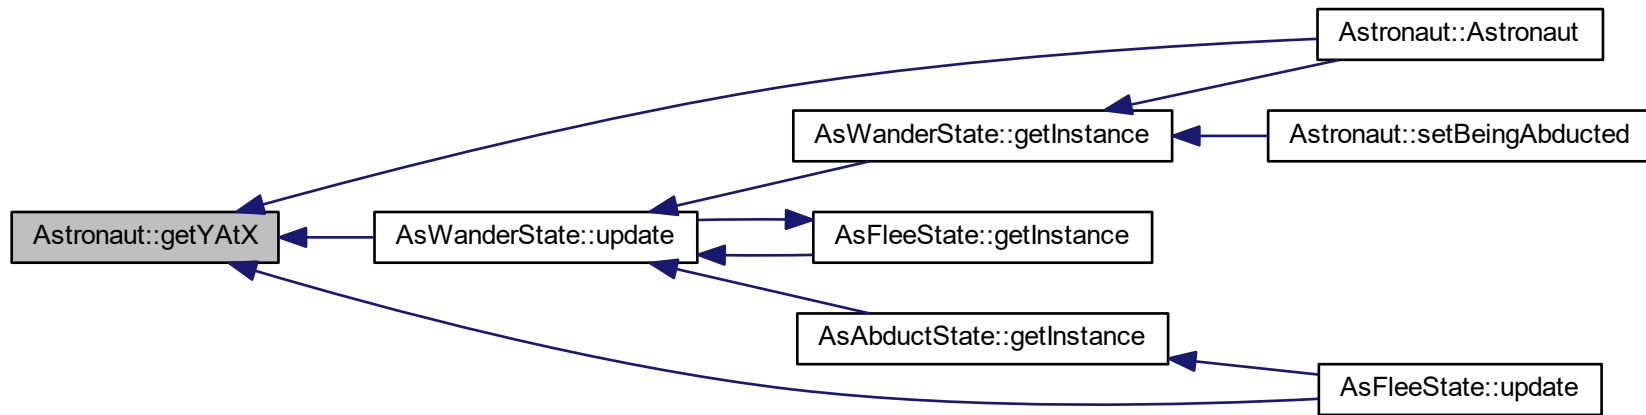 Astronaut::Astronaut
AsWanderState::getInstance
Astronaut::setBeingAbducted
Astronaut::getYAtX
AsWanderState::update
AsFleeState::getInstance
AsAbductState::getInstance
AsFleeState::update